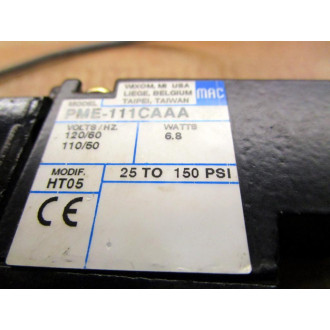 WIXOM, MI USA
LIEGE, BELGIUM
TAIPEI, TAIWAN
MAC
MODEL
PME-111CAAA
VOLTS/HZ. WATTS
120/60 6.8
110/50
MODIF.
HT05
25 TO 150 PSI
CE